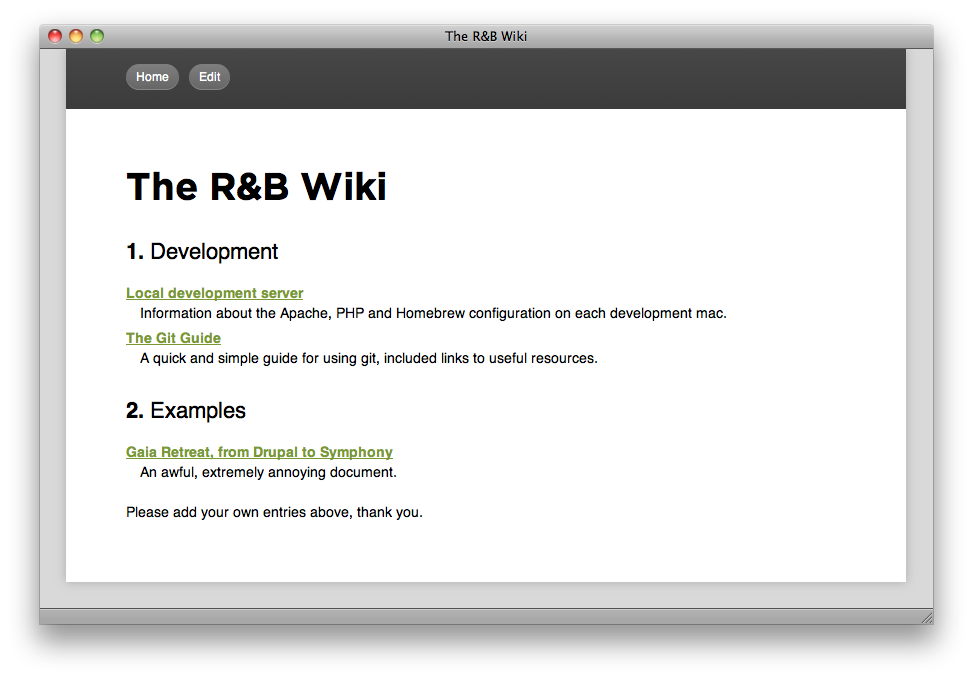 The R&B Wiki
Home Edit
The R&B Wiki
1. Development
Local development server
Information about the Apache, PHP and Homebrew configuration on each development mac.
The Git Guide
A quick and simple guide for using git, included links to useful resources.
2. Examples
Gaia Retreat, from Drupal to Symphony
An awful, extremely annoying document.
Please add your own entries above, thank you.